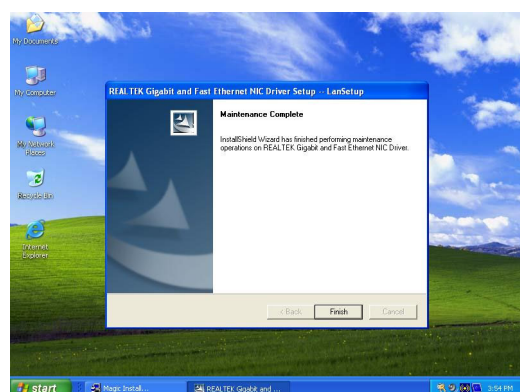 My Documents
My Computer
My Network
Places
Recycle Bin
Internet
Explorer
REALTEK Gigabit and Fast Ethernet NIC Driver Setup -- LanSetup
Maintenance Complete
InstallShield Wizard has finished performing maintenance
operations on REALTEK Gigabit and Fast Ethernet NIC Driver.
< Back
Finish
Cancel
start
Magic Install...
REALTEK Gigabit and ...
3:54 PM